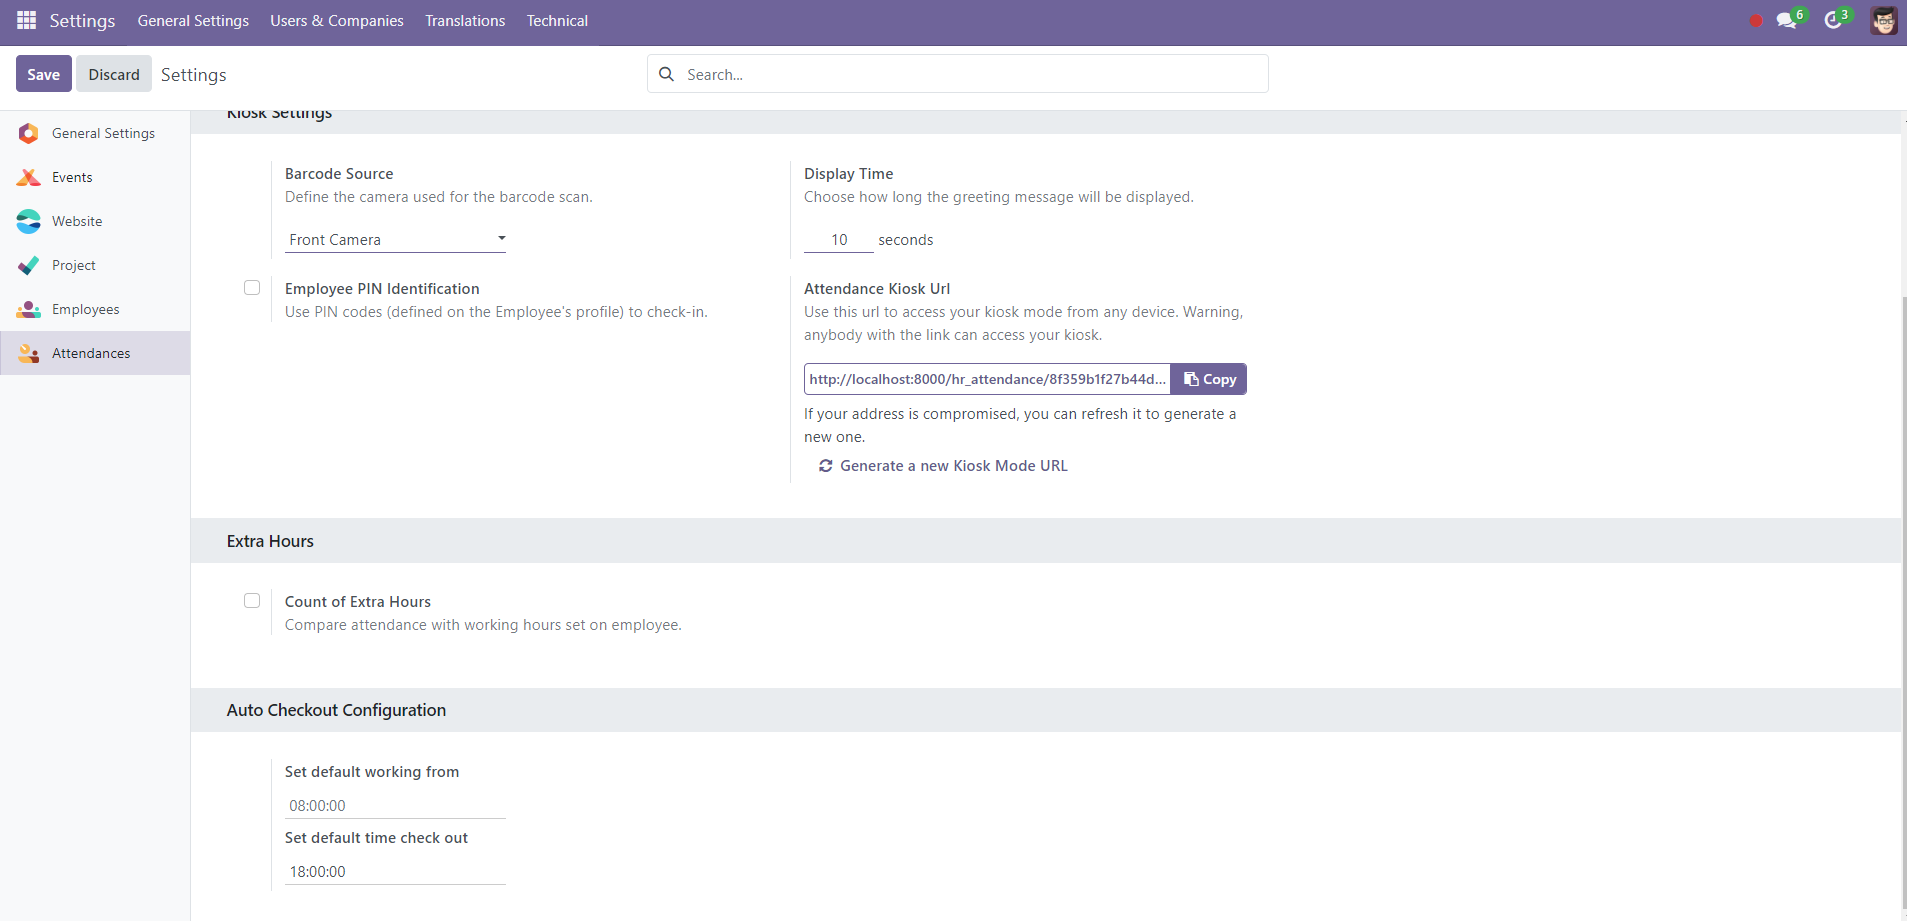 Settings General Settings Users & Companies Translations Technical 6 3
Save Discard Settings Search...
General Settings
Events
Website
Project
Employees
Attendances
Kiosk Settings
Barcode Source
Define the camera used for the barcode scan.
Front Camera
Display Time
Choose how long the greeting message will be displayed.
10 seconds
Employee PIN Identification
Use PIN codes (defined on the Employee's profile) to check-in.
Attendance Kiosk Url
Use this url to access your kiosk mode from any device. Warning,
anybody with the link can access your kiosk.
http://localhost:8000/hr_attendance/8f359b1f27b44d... Copy
If your address is compromised, you can refresh it to generate a
new one.
Generate a new Kiosk Mode URL
Extra Hours
Count of Extra Hours
Compare attendance with working hours set on employee.
Auto Checkout Configuration
Set default working from
08:00:00
Set default time check out
18:00:00